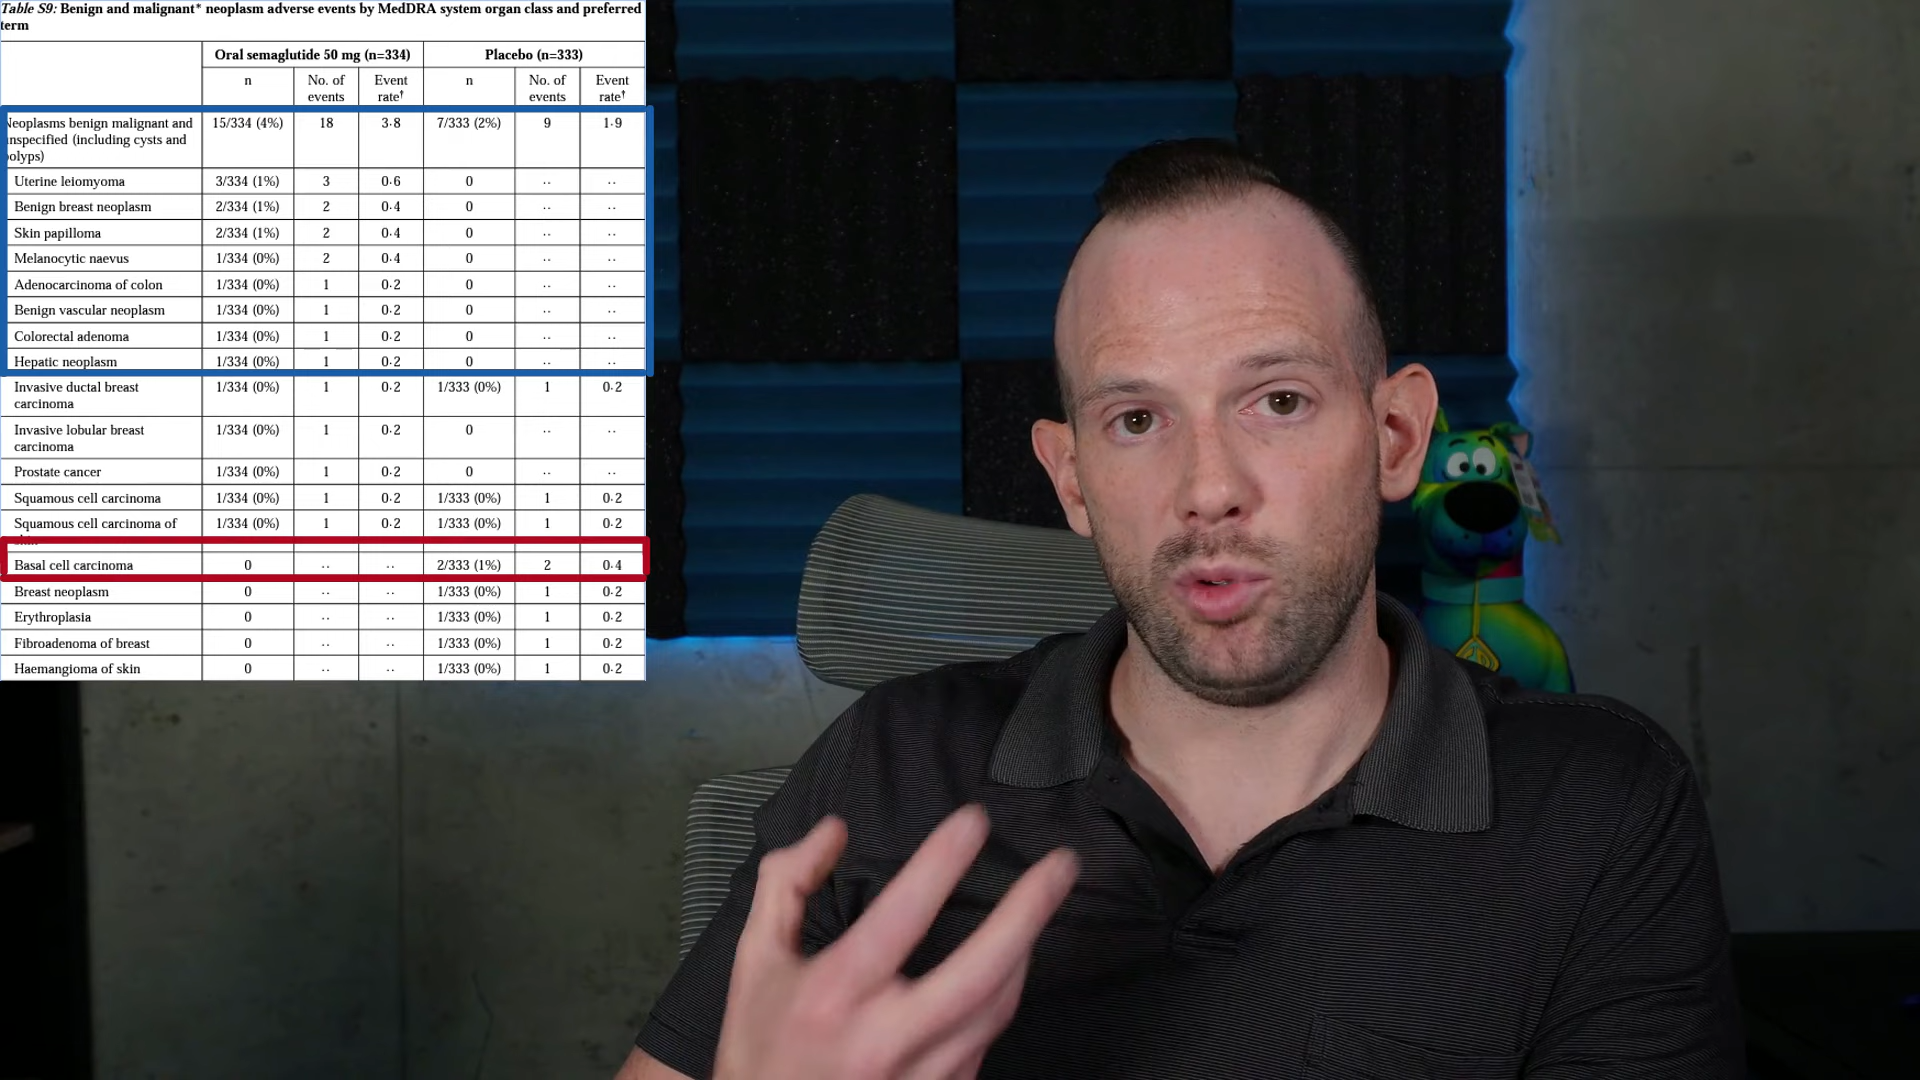 Table S9: Benign and malignant* neoplasm adverse events by MedDRA system organ class and preferred
term
Oral semaglutide 50 mg (n=334) Placebo (n=333)
n No. of events Event rate† n No. of events Event rate†
Neoplasms benign malignant and 15/334 (4%) 18 3·8 7/333 (2%) 9 1·9
unspecified (including cysts and
polyps)
Uterine leiomyoma 3/334 (1%) 3 0·6 0 ·· ··
Benign breast neoplasm 2/334 (1%) 2 0·4 0 ·· ··
Skin papilloma 2/334 (1%) 2 0·4 0 ·· ··
Melanocytic naevus 1/334 (0%) 2 0·4 0 ·· ··
Adenocarcinoma of colon 1/334 (0%) 1 0·2 0 ·· ··
Benign vascular neoplasm 1/334 (0%) 1 0·2 0 ·· ··
Colorectal adenoma 1/334 (0%) 1 0·2 0 ·· ··
Hepatic neoplasm 1/334 (0%) 1 0·2 0 ·· ··
Invasive ductal breast 1/334 (0%) 1 0·2 1/333 (0%) 1 0·2
carcinoma
Invasive lobular breast 1/334 (0%) 1 0·2 0 ·· ··
carcinoma
Prostate cancer 1/334 (0%) 1 0·2 0 ·· ··
Squamous cell carcinoma 1/334 (0%) 1 0·2 1/333 (0%) 1 0·2
Squamous cell carcinoma of 1/334 (0%) 1 0·2 1/333 (0%) 1 0·2
skin
Basal cell carcinoma 0 ·· ·· 2/333 (1%) 2 0·4
Breast neoplasm 0 ·· ·· 1/333 (0%) 1 0·2
Erythroplasia 0 ·· ·· 1/333 (0%) 1 0·2
Fibroadenoma of breast 0 ·· ·· 1/333 (0%) 1 0·2
Haemangioma of skin 0 ·· ·· 1/333 (0%) 1 0·2